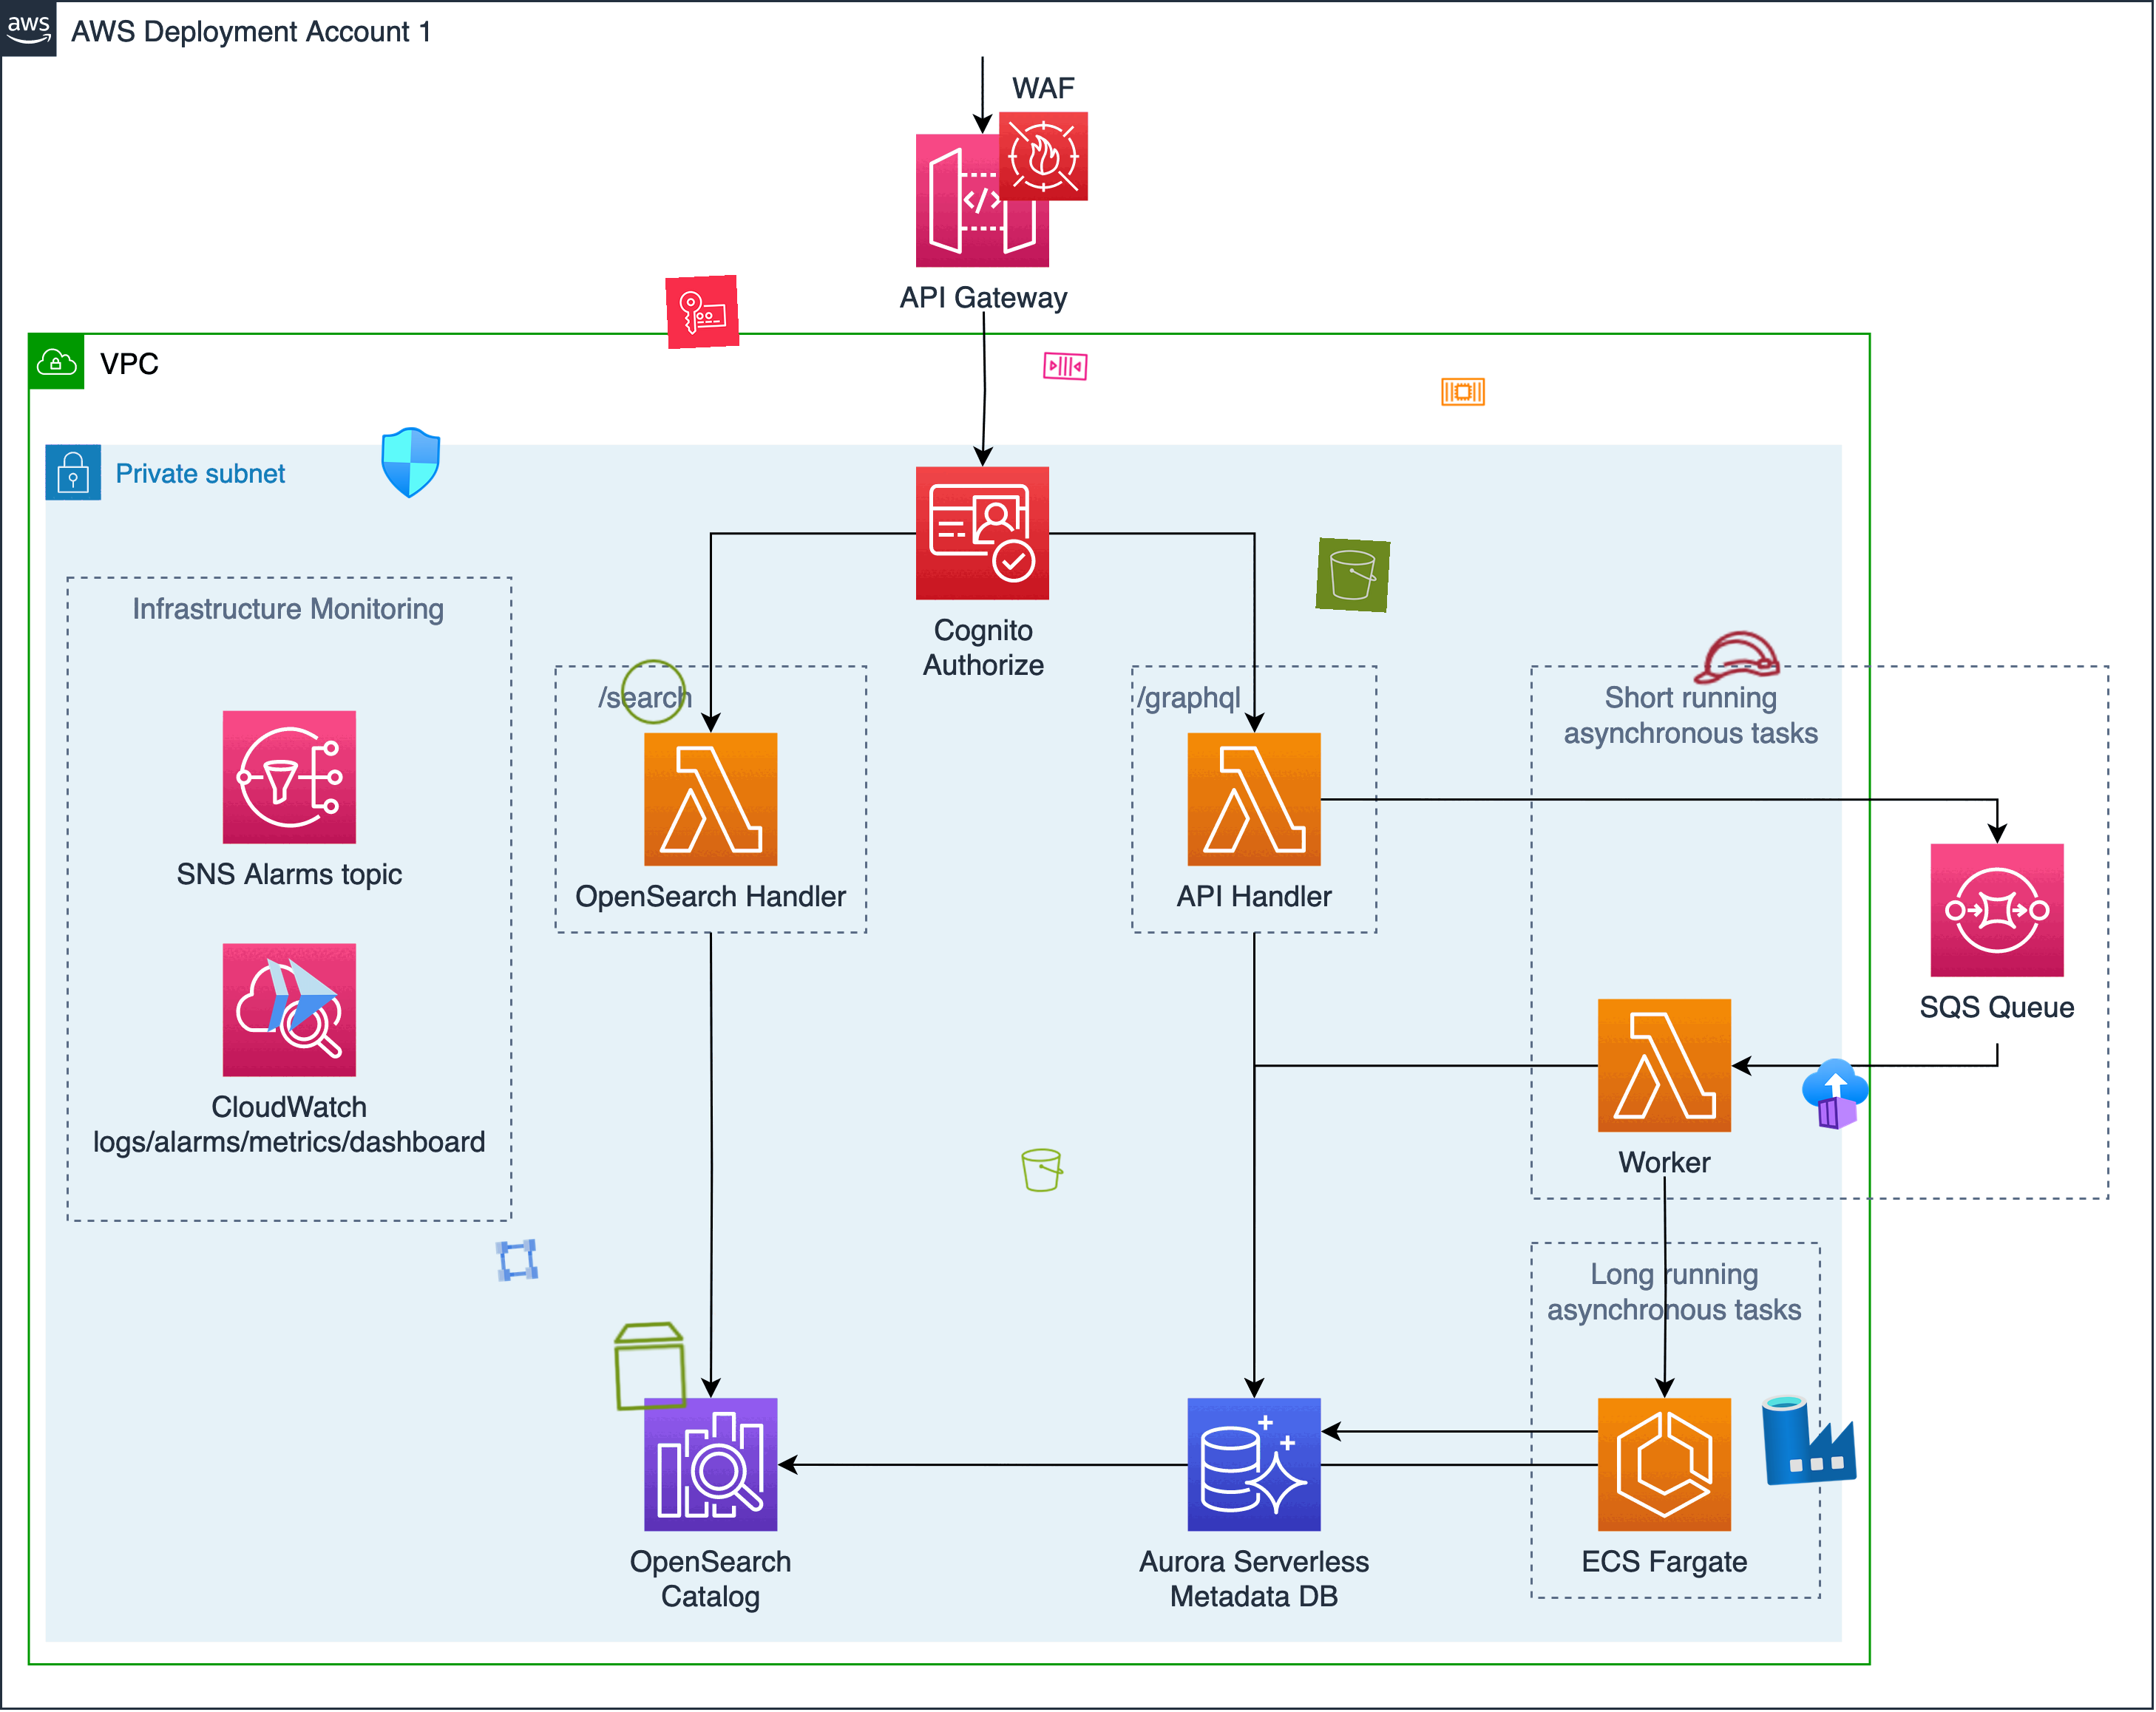 aws
AWS Deployment Account 1
WAF
API Gateway
VPC
Private subnet
Cognito
Authorize
Infrastructure Monitoring
SNS Alarms topic
CloudWatch
logs/alarms/metrics/dashboard
/search
OpenSearch Handler
/graphql
API Handler
Short running
asynchronous tasks
SQS Queue
Worker
Long running
asynchronous tasks
OpenSearch
Catalog
Aurora Serverless
Metadata DB
ECS Fargate